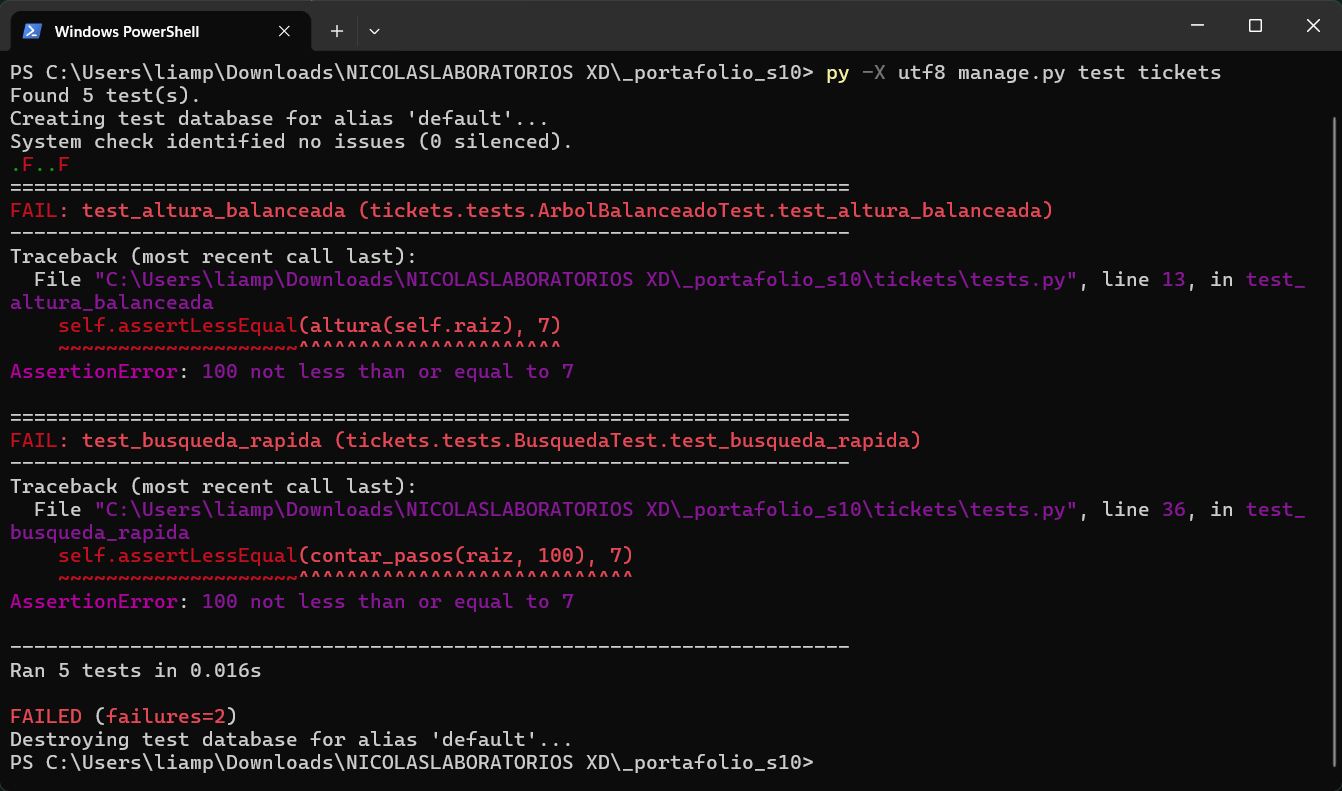 Windows PowerShell
PS C:\Users\liamp\Downloads\NICOLASLABORATORIOS XD\_portafolio_s10> py -X utf8 manage.py test tickets
Found 5 test(s).
Creating test database for alias 'default'...
System check identified no issues (0 silenced).
.F..F
======================================================================
FAIL: test_altura_balanceada (tickets.tests.ArbolBalanceadoTest.test_altura_balanceada)
----------------------------------------------------------------------
Traceback (most recent call last):
  File "C:\Users\liamp\Downloads\NICOLASLABORATORIOS XD\_portafolio_s10\tickets\tests.py", line 13, in test_
altura_balanceada
    self.assertLessEqual(altura(self.raiz), 7)
    ~~~~~~~~~~~~~~~~~~~~^^^^^^^^^^^^^^^^^^^^^^
AssertionError: 100 not less than or equal to 7

======================================================================
FAIL: test_busqueda_rapida (tickets.tests.BusquedaTest.test_busqueda_rapida)
----------------------------------------------------------------------
Traceback (most recent call last):
  File "C:\Users\liamp\Downloads\NICOLASLABORATORIOS XD\_portafolio_s10\tickets\tests.py", line 36, in test_
busqueda_rapida
    self.assertLessEqual(contar_pasos(raiz, 100), 7)
    ~~~~~~~~~~~~~~~~~~~~^^^^^^^^^^^^^^^^^^^^^^^^^^^^
AssertionError: 100 not less than or equal to 7

----------------------------------------------------------------------
Ran 5 tests in 0.016s

FAILED (failures=2)
Destroying test database for alias 'default'...
PS C:\Users\liamp\Downloads\NICOLASLABORATORIOS XD\_portafolio_s10>